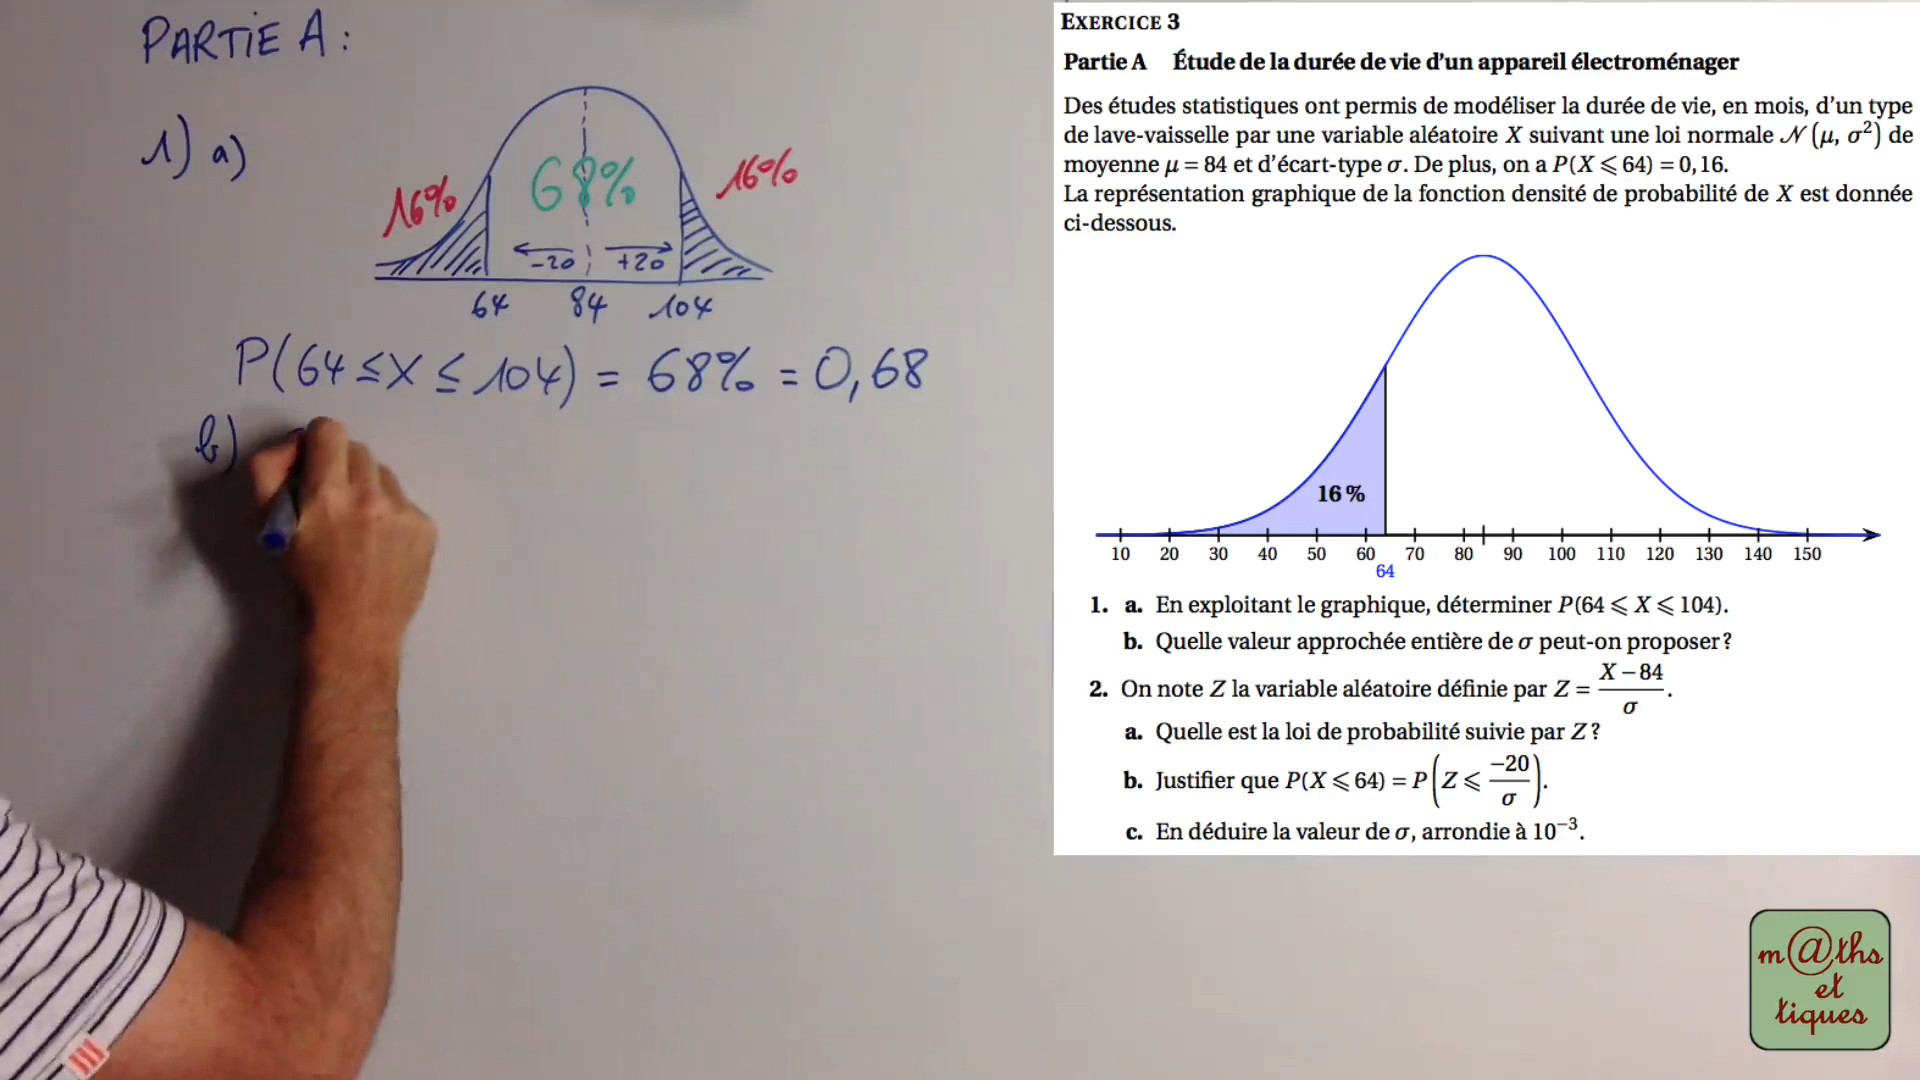 PARTIE A :
1) a)
16%
68%
16%
-20
+20
64
84
104
P(64 ≤ X ≤ 104) = 68% = 0,68
b)
EXERCICE 3
Partie A Étude de la durée de vie d'un appareil électroménager
Des études statistiques ont permis de modéliser la durée de vie, en mois, d'un type
de lave-vaisselle par une variable aléatoire X suivant une loi normale 𝒩(μ, σ²) de
moyenne μ = 84 et d'écart-type σ. De plus, on a P(X ⩽ 64) = 0,16.
La représentation graphique de la fonction densité de probabilité de X est donnée
ci-dessous.
16 %
10 20 30 40 50 60 70 80 90 100 110 120 130 140 150
64
1. a. En exploitant le graphique, déterminer P(64 ⩽ X ⩽ 104).
b. Quelle valeur approchée entière de σ peut-on proposer ?
2. On note Z la variable aléatoire définie par Z = (X − 84)/σ.
a. Quelle est la loi de probabilité suivie par Z ?
b. Justifier que P(X ⩽ 64) = P(Z ⩽ −20/σ).
c. En déduire la valeur de σ, arrondie à 10⁻³.
m@ths
et
tiques